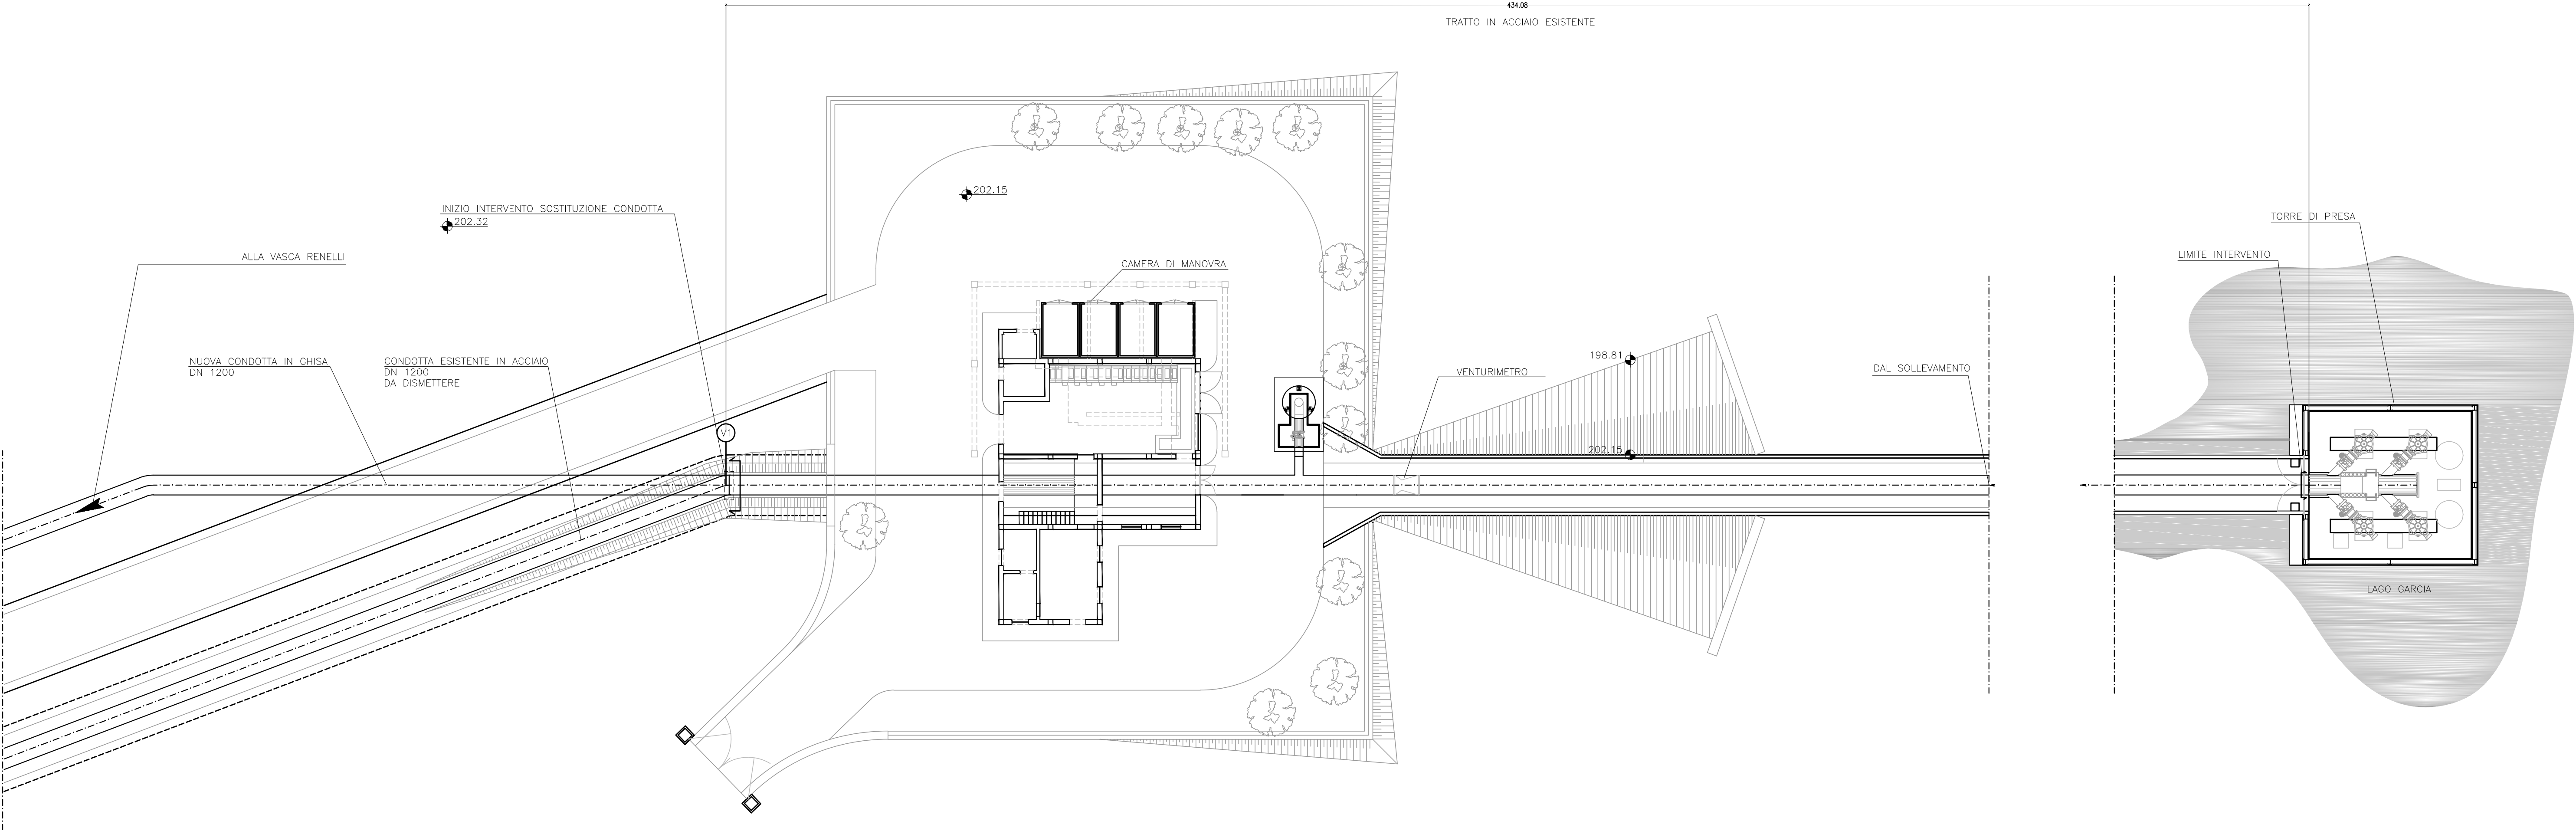 434.08
TRATTO IN ACCIAIO ESISTENTE
202.15
INIZIO INTERVENTO SOSTITUZIONE CONDOTTA
202.32
TORRE DI PRESA
ALLA VASCA RENELLI
LIMITE INTERVENTO
CAMERA DI MANOVRA
198.81
NUOVA CONDOTTA IN GHISA
DN 1200
CONDOTTA ESISTENTE IN ACCIAIO
DN 1200
DA DISMETTERE
VENTURIMETRO
DAL SOLLEVAMENTO
V1
202.15
LAGO GARCIA